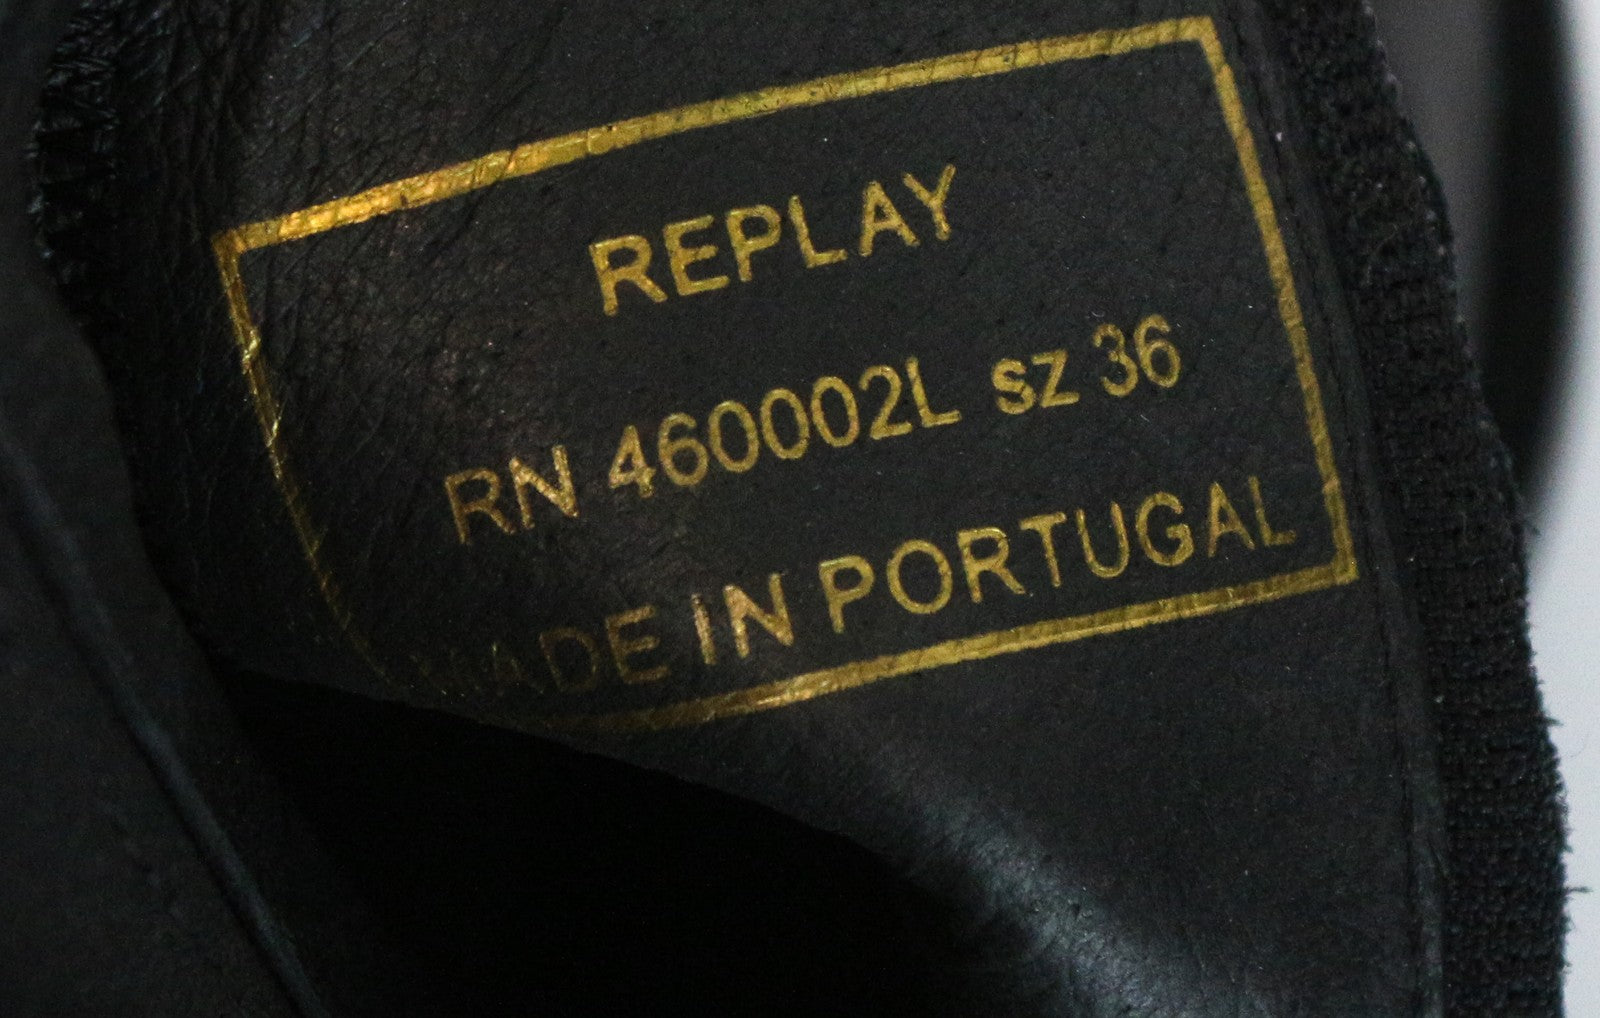 REPLAY
RN 460002L sz 36
MADE IN PORTUGAL